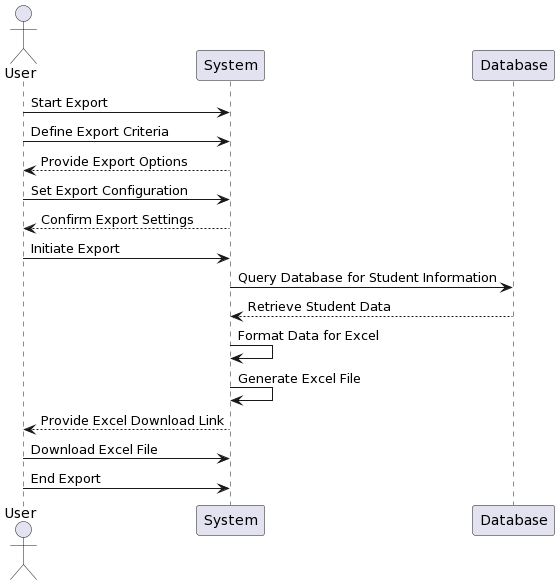 User
System
Database
Start Export
Define Export Criteria
Provide Export Options
Set Export Configuration
Confirm Export Settings
Initiate Export
Query Database for Student Information
Retrieve Student Data
Format Data for Excel
Generate Excel File
Provide Excel Download Link
Download Excel File
End Export
User
System
Database